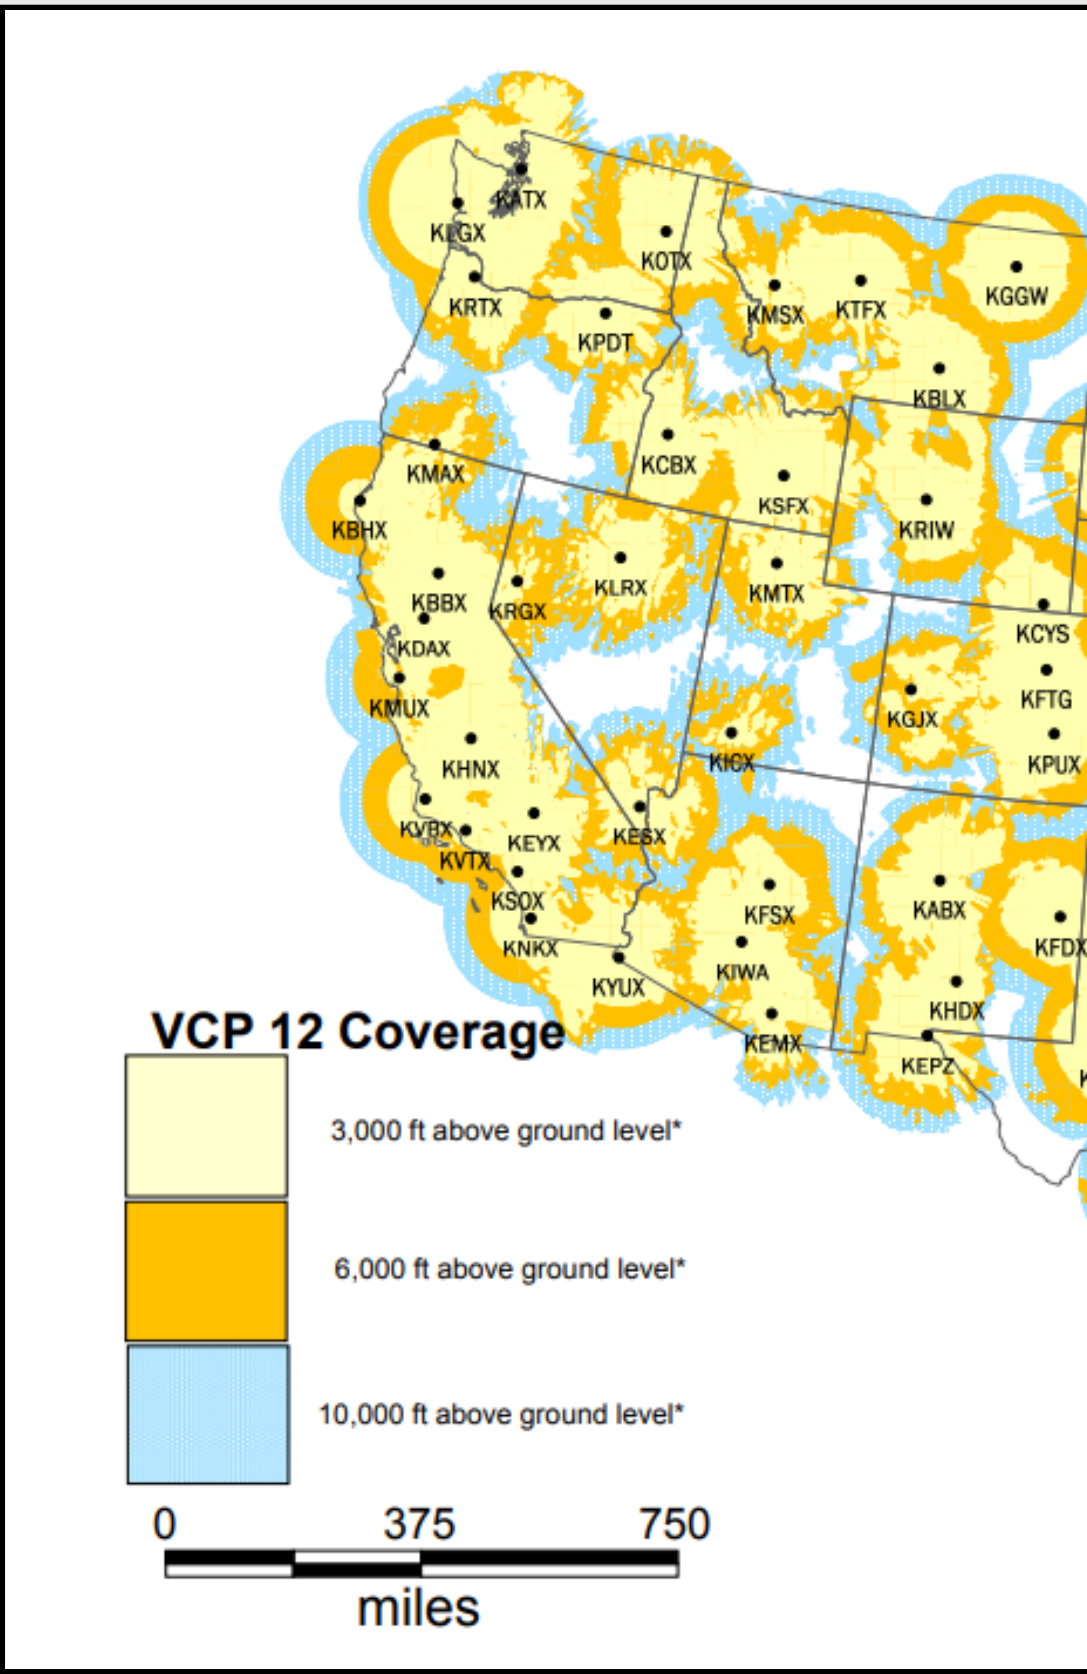 KATX
KLGX
KOTX
KGGW
KRTX
KMSX
KTFX
KPDT
KBLX
KCBX
KMAX
KSFX
KBHX
KRIW
KLRX
KMTX
KBBX
KRGX
KCYS
KDAX
KFTG
KMUX
KGJX
KICX
KPUX
KHNX
KVBX
KEYX
KESX
KVTX
KSOX
KABX
KFSX
KNKX
KFDX
KIWA
KYUX
KHDX
KEMX
KEPZ
VCP 12 Coverage
3,000 ft above ground level*
6,000 ft above ground level*
10,000 ft above ground level*
0 375 750
miles